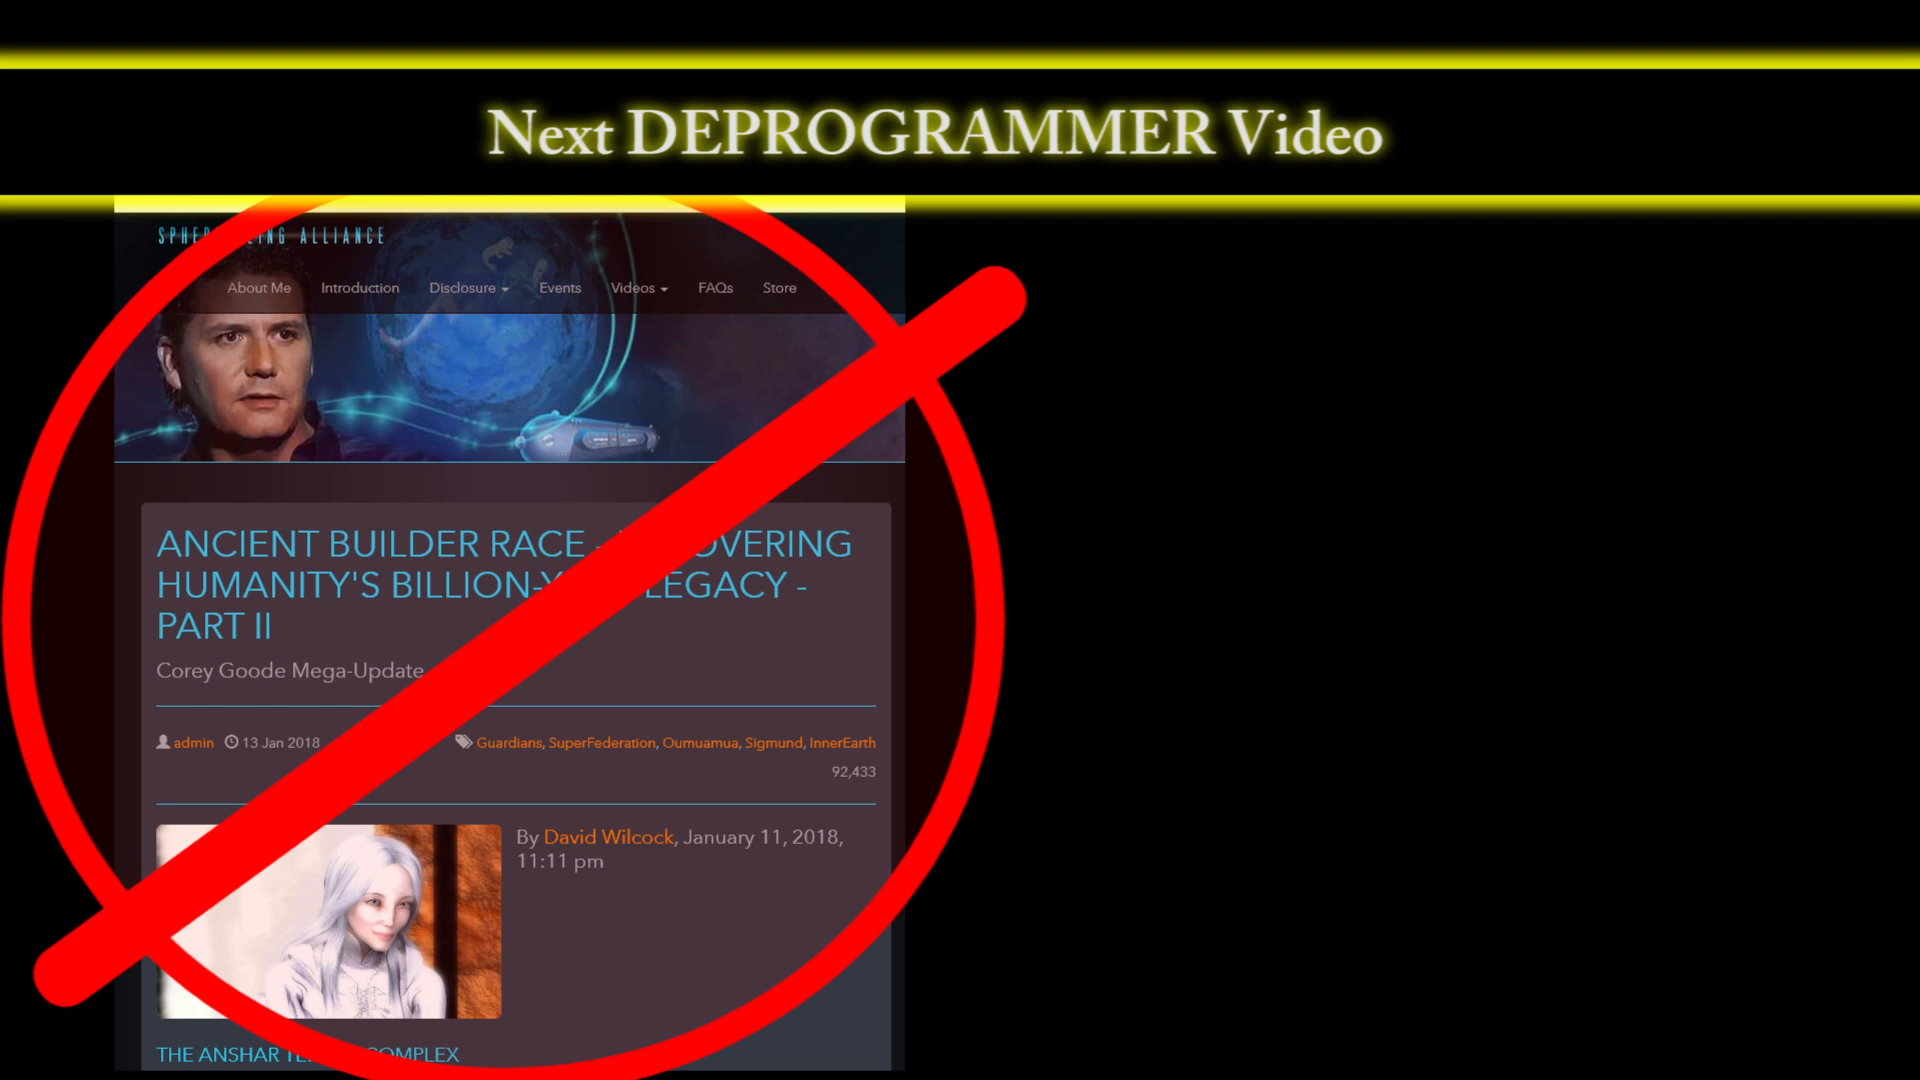 Next DEPROGRAMMER Video
ALLIANCE
About Me Introduction Disclosure Events Videos FAQs Store
ANCIENT BUILDER RACE - OVERING
HUMANITY'S BILLION- LEGACY -
PART II
Corey Goode Mega-Update
admin 13 Jan 2018 Guardians, SuperFederation, Oumuamua, Sigmund, InnerEarth
92,433
By David Wilcock, January 11, 2018,
11:11 pm
THE ANSHAR COMPLEX